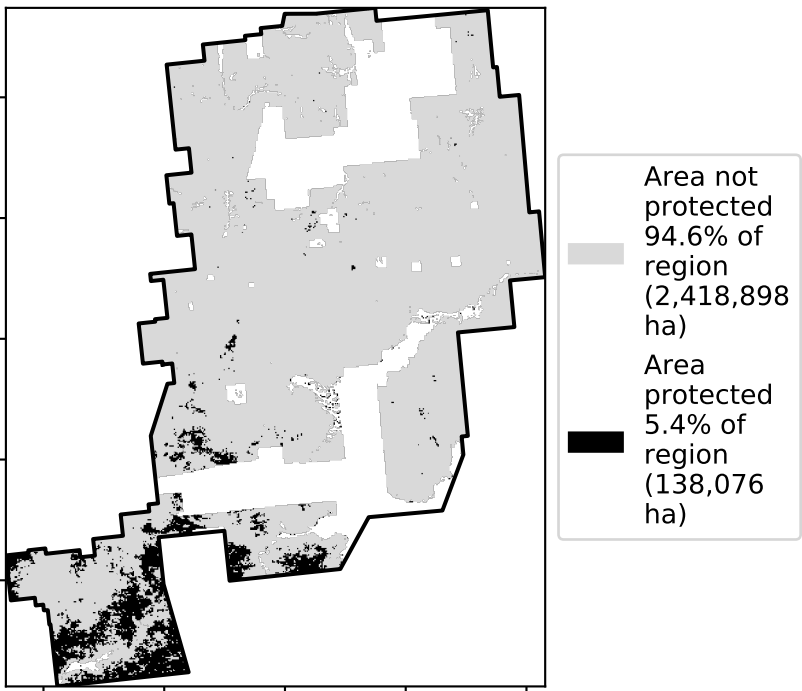 Area not
protected
94.6% of
region
(2,418,898
ha)
Area
protected
5.4% of
region
(138,076
ha)